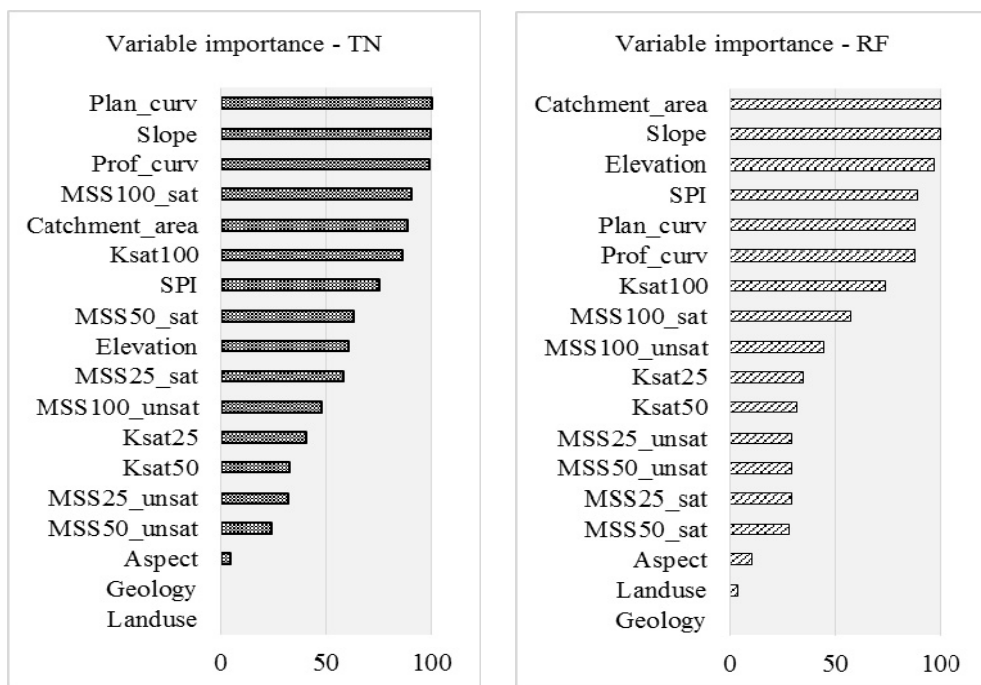 Variable importance - TN
Plan_curv
Slope
Prof_curv
MSS100_sat
Catchment_area
Ksat100
SPI
MSS50_sat
Elevation
MSS25_sat
MSS100_unsat
Ksat25
Ksat50
MSS25_unsat
MSS50_unsat
Aspect
Geology
Landuse
0 50 100
Variable importance - RF
Catchment_area
Slope
Elevation
SPI
Plan_curv
Prof_curv
Ksat100
MSS100_sat
MSS100_unsat
Ksat25
Ksat50
MSS25_unsat
MSS50_unsat
MSS25_sat
MSS50_sat
Aspect
Landuse
Geology
0 50 100